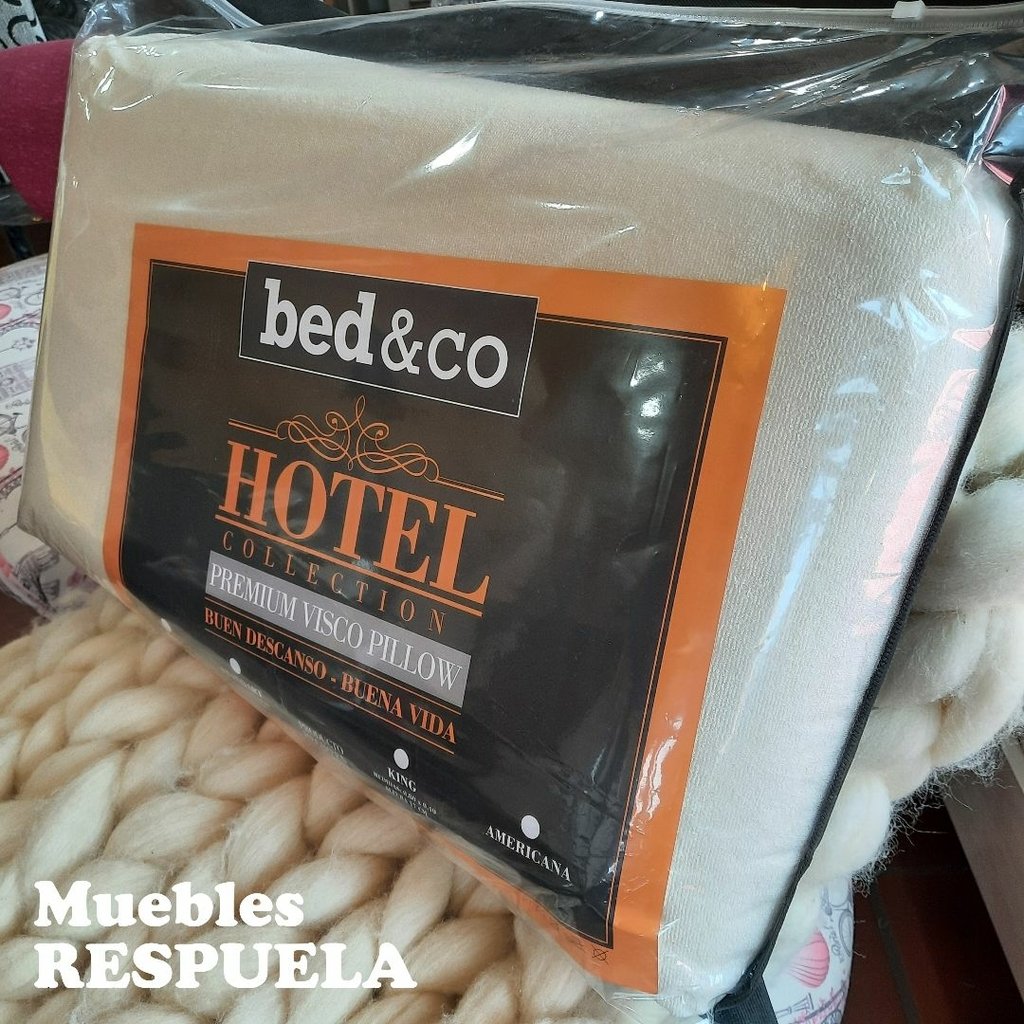 bed&co
HOTEL
COLLECTION
PREMIUM VISCO PILLOW
BUEN DESCANSO - BUENA VIDA
KING
AMERICANA
Muebles
RESPUELA